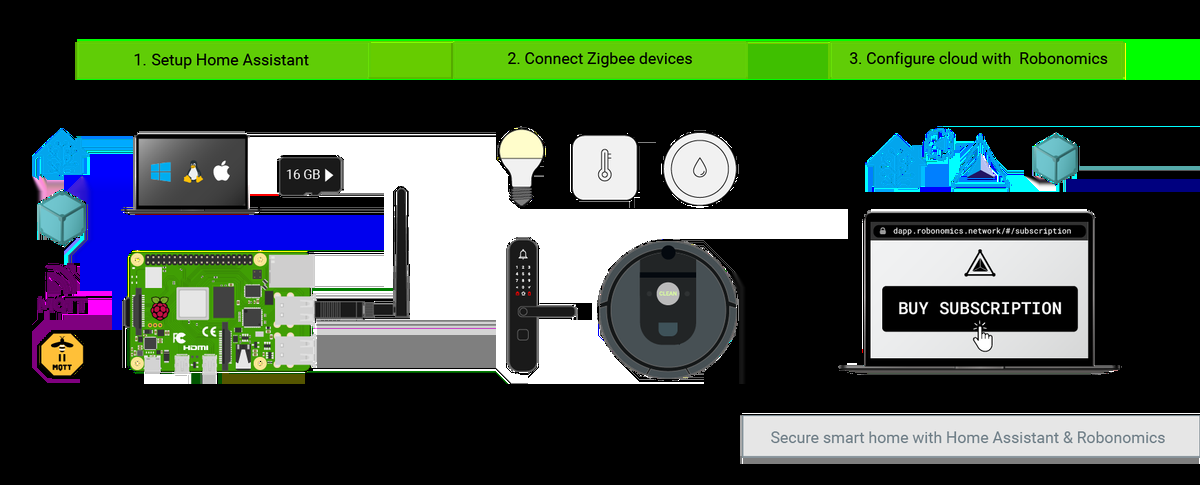 1. Setup Home Assistant
2. Connect Zigbee devices
3. Configure cloud with Robonomics
16 GB
HDMI
MQTT
CLEAN
dapp.robonomics.network/#/subscription
BUY SUBSCRIPTION
Secure smart home with Home Assistant & Robonomics